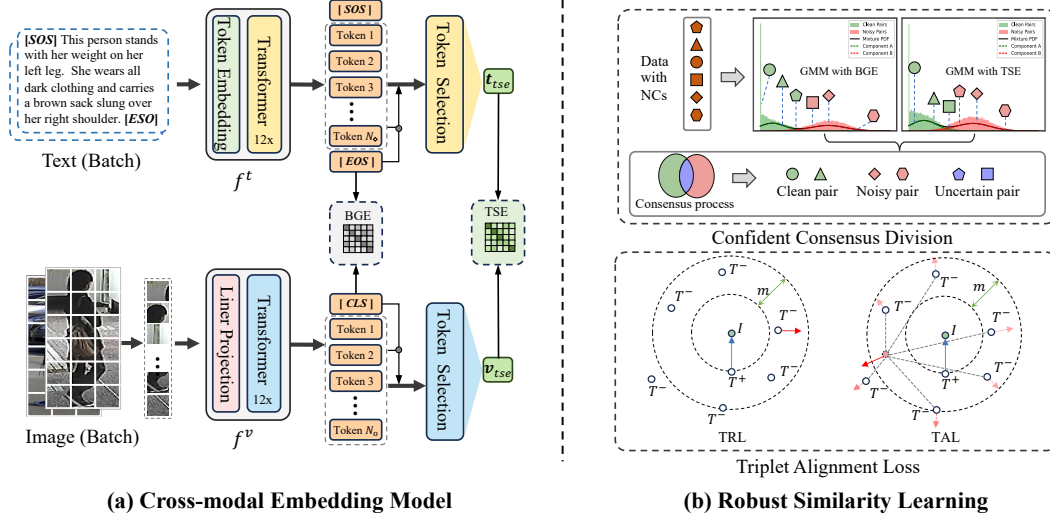 [SOS] This person stands
with her weight on her
left leg. She wears all
dark clothing and carries
a brown sack slung over
her right shoulder. [ESO]
Text (Batch)
Token Embedding
Transformer
12x
f^t
[ SOS ]
Token 1
Token 2
Token 3
Token N_o
[ EOS ]
Token Selection
t_tse
BGE
TSE
Image (Batch)
Liner Projection
Transformer
12x
f^v
[ CLS ]
Token 1
Token 2
Token 3
Token N_o
Token Selection
v_tse
(a) Cross-modal Embedding Model
Data
with
NCs
Clean Pairs
Noisy Pairs
Mixture PDF
Component A
Component B
GMM with BGE
Clean Pairs
Noisy Pairs
Mixture PDF
Component A
Component B
GMM with TSE
Consensus process
Clean pair
Noisy pair
Uncertain pair
Confident Consensus Division
T^-
T^-
m
T^-
I
T^+
T^-
T^-
T^-
TRL
T^-
T^-
m
T^-
I
T^+
T^-
T^-
T^-
TAL
Triplet Alignment Loss
(b) Robust Similarity Learning